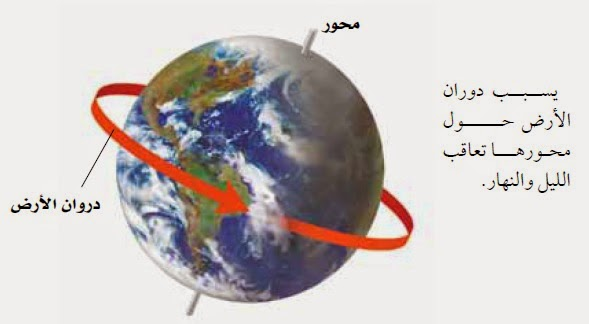 محور
يسبب دوران
الأرض حول
محورها تعاقب
الليل والنهار.
دروان الأرض